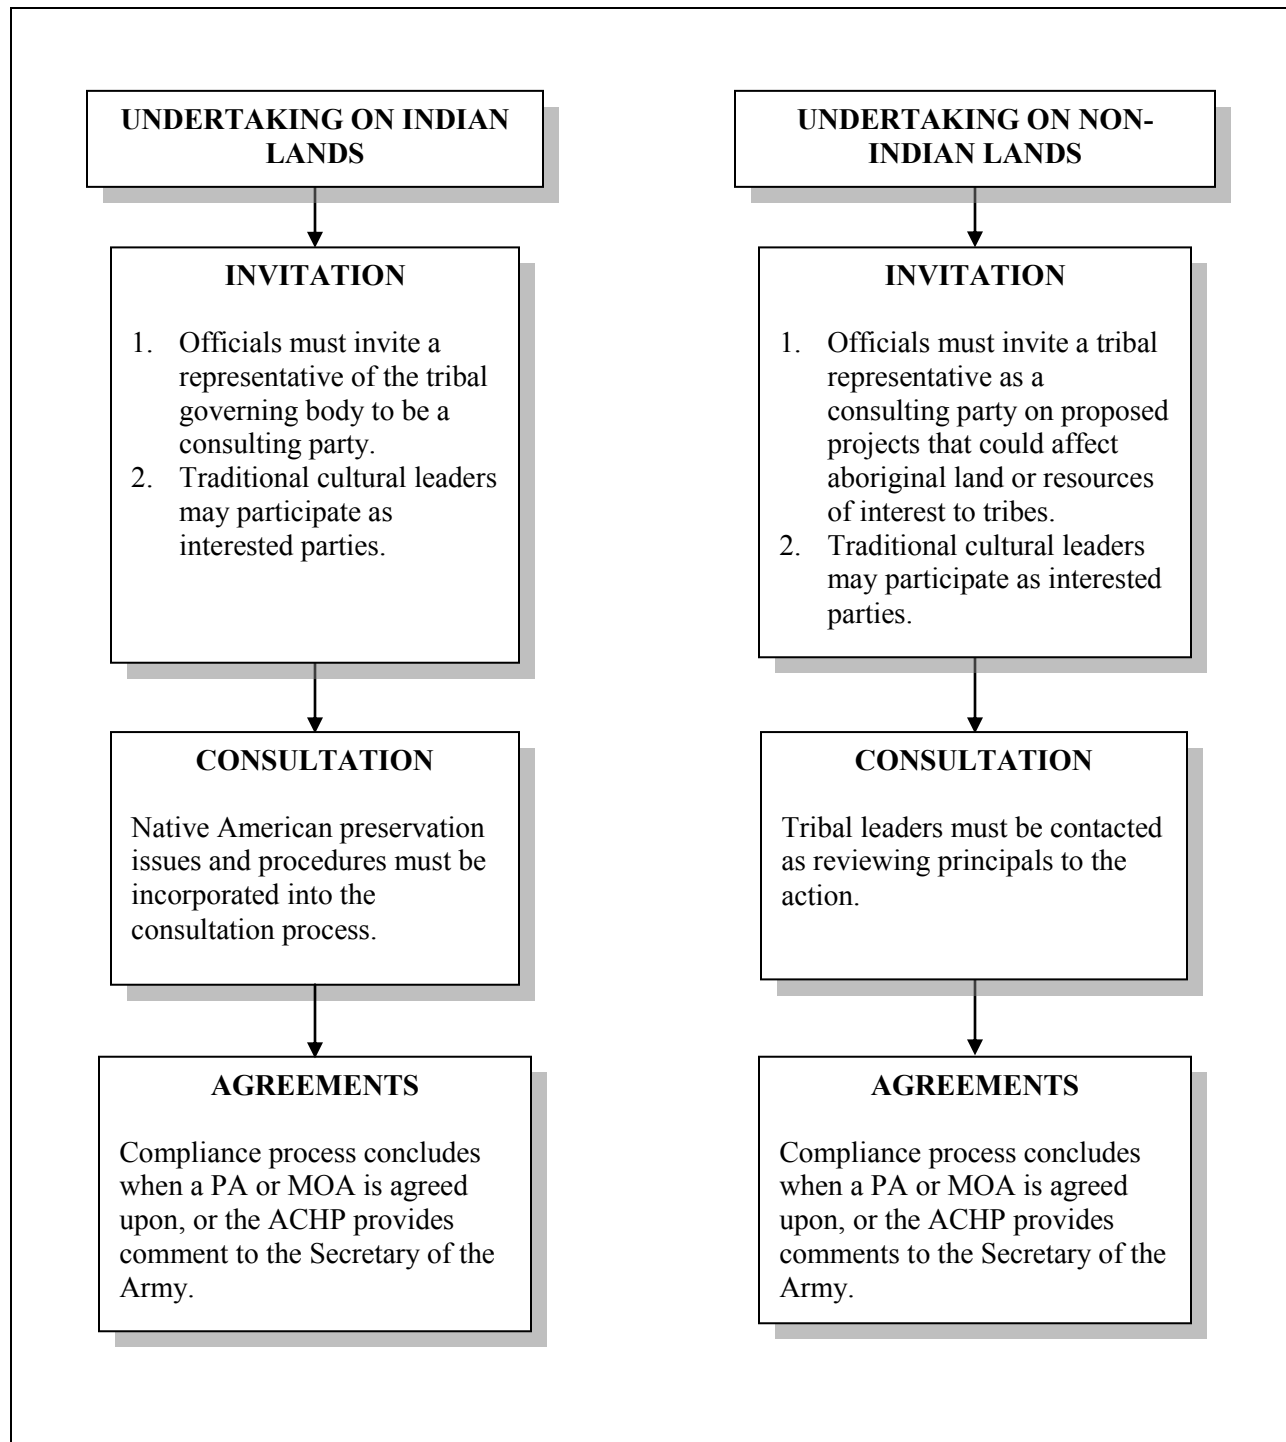 UNDERTAKING ON INDIAN
LANDS
INVITATION
1. Officials must invite a
representative of the tribal
governing body to be a
consulting party.
2. Traditional cultural leaders
may participate as
interested parties.
CONSULTATION
Native American preservation
issues and procedures must be
incorporated into the
consultation process.
AGREEMENTS
Compliance process concludes
when a PA or MOA is agreed
upon, or the ACHP provides
comment to the Secretary of the
Army.
UNDERTAKING ON NON-
INDIAN LANDS
INVITATION
1. Officials must invite a tribal
representative as a
consulting party on proposed
projects that could affect
aboriginal land or resources
of interest to tribes.
2. Traditional cultural leaders
may participate as interested
parties.
CONSULTATION
Tribal leaders must be contacted
as reviewing principals to the
action.
AGREEMENTS
Compliance process concludes
when a PA or MOA is agreed
upon, or the ACHP provides
comments to the Secretary of the
Army.